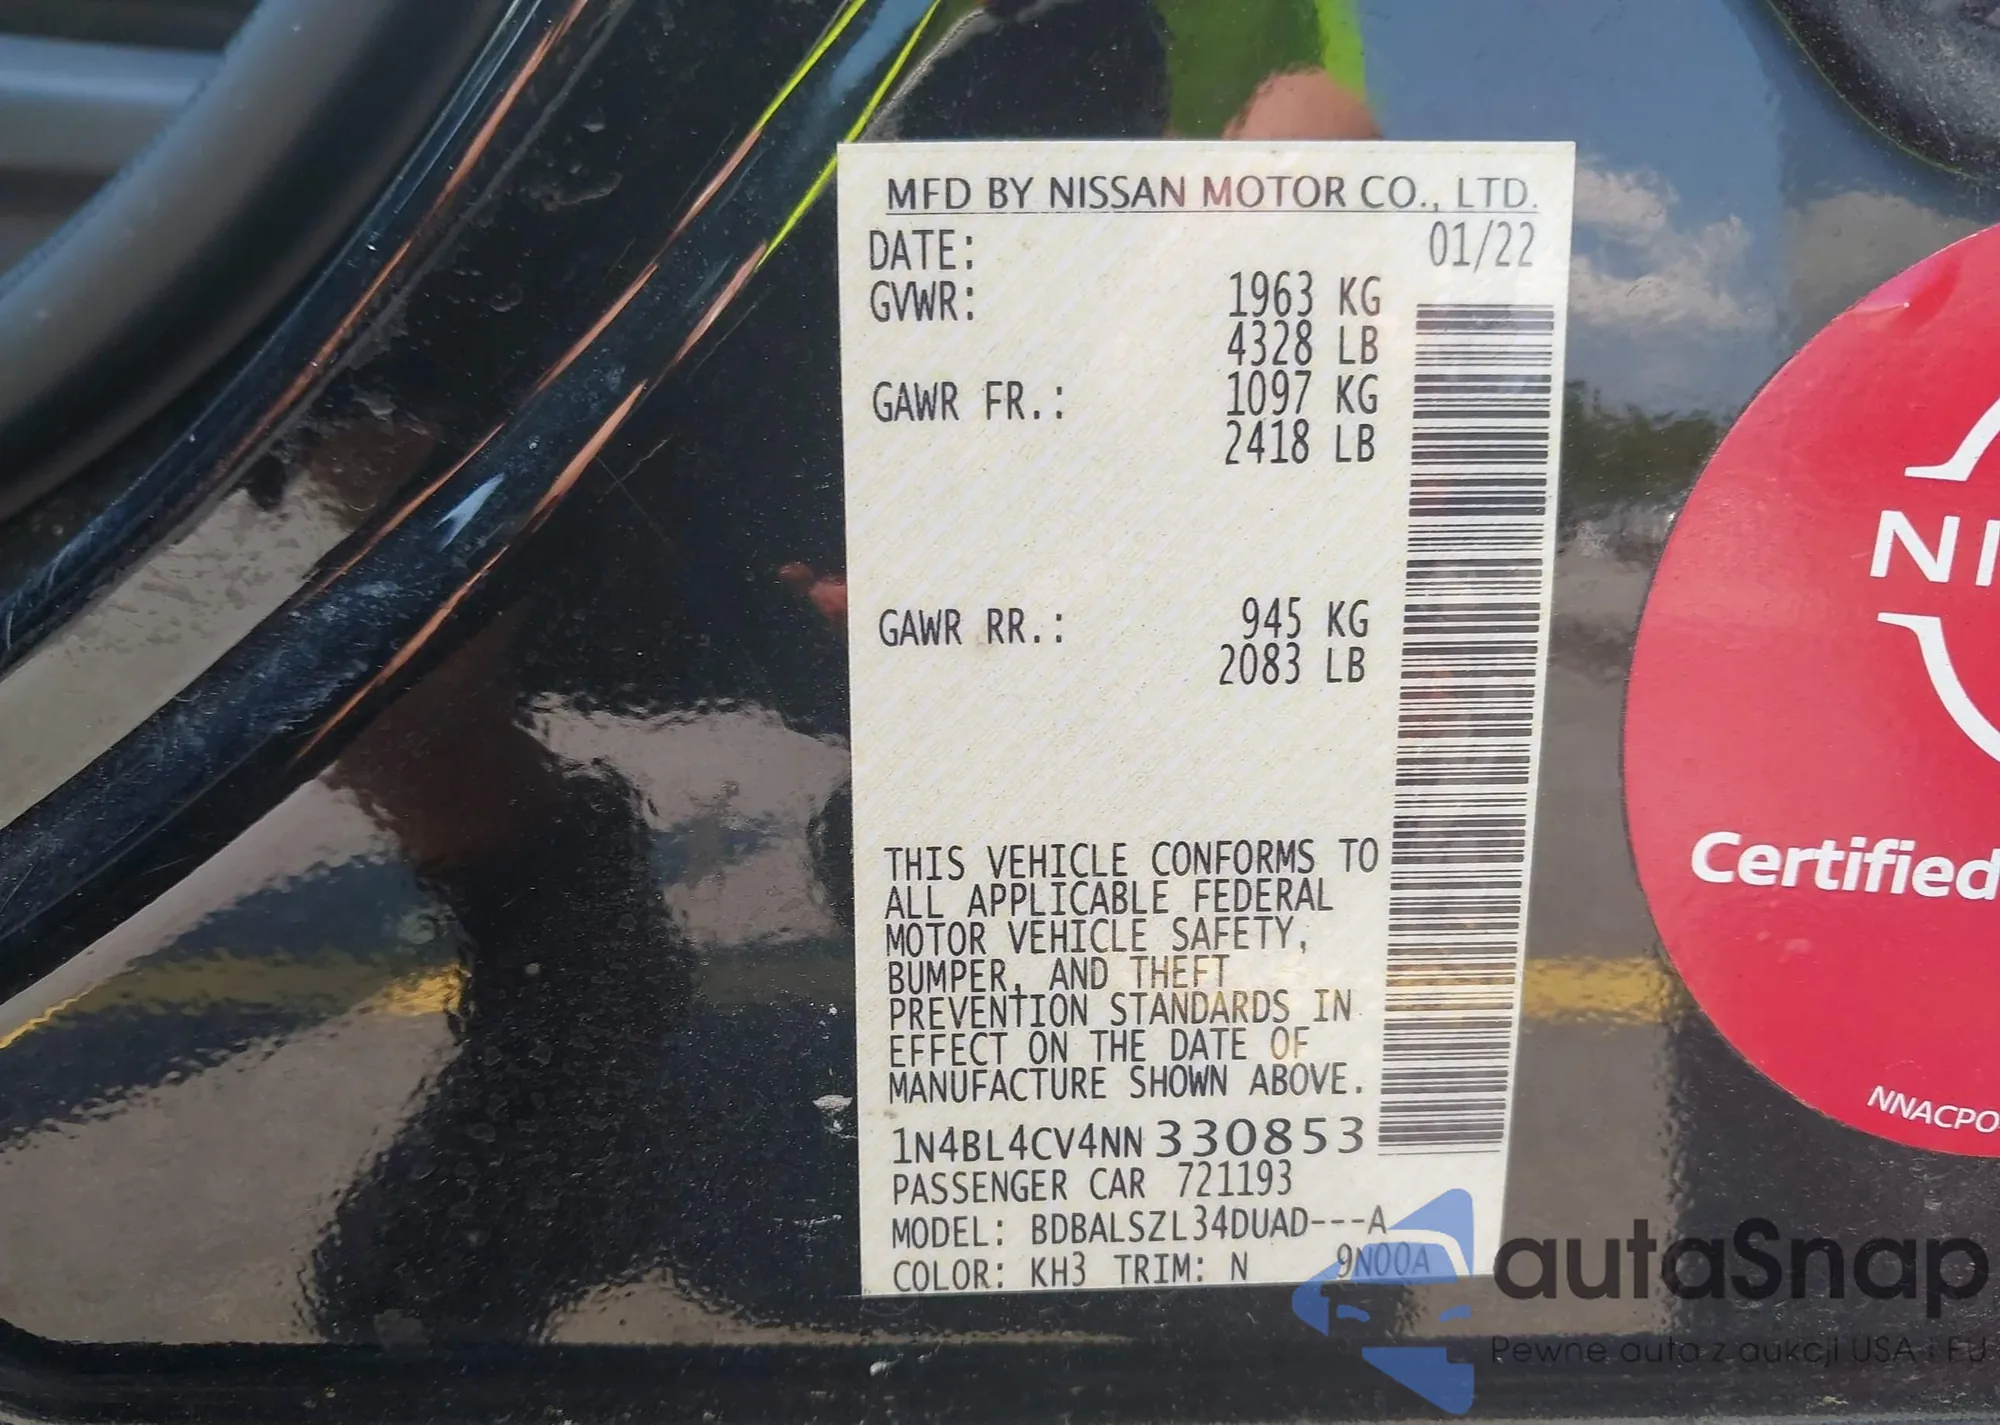 MFD BY NISSAN MOTOR CO., LTD.
DATE: 01/22
GVWR: 1963 KG
4328 LB
GAWR FR.: 1097 KG
2418 LB
GAWR RR.: 945 KG
2083 LB
THIS VEHICLE CONFORMS TO
ALL APPLICABLE FEDERAL
MOTOR VEHICLE SAFETY,
BUMPER, AND THEFT
PREVENTION STANDARDS IN
EFFECT ON THE DATE OF
MANUFACTURE SHOWN ABOVE.
1N4BL4CV4NN330853
PASSENGER CAR 721193
MODEL: BDBALSZL34DUAD---A
COLOR: KH3 TRIM: N 9N00A
NI
Certified
NNACPO
autaSnap
Pewne auta z aukcji USA i EU